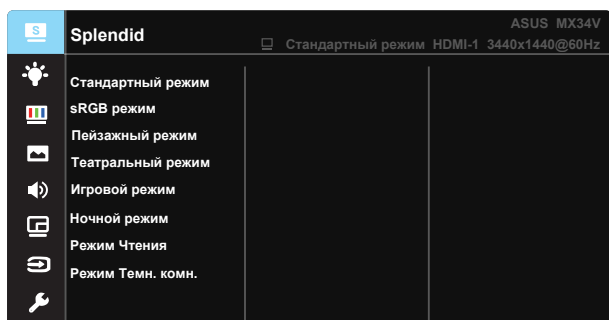 S
Splendid
ASUS MX34V
Стандартный режим HDMI-1 3440x1440@60Hz
Стандартный режим
sRGB режим
Пейзажный режим
Театральный режим
Игровой режим
Ночной режим
Режим Чтения
Режим Темн. комн.